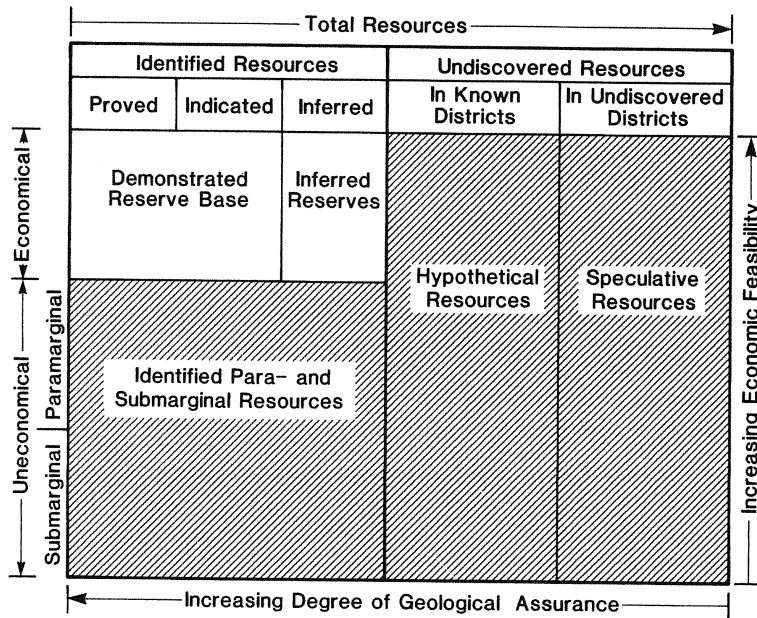 Total Resources
Identified Resources
Undiscovered Resources
Proved
Indicated
Inferred
In Known
Districts
In Undiscovered
Districts
Economical
Demonstrated
Reserve Base
Inferred
Reserves
Hypothetical
Resources
Speculative
Resources
Uneconomical
Paramarginal
Submarginal
Identified Para- and
Submarginal Resources
Increasing Economic Feasibility
Increasing Degree of Geological Assurance